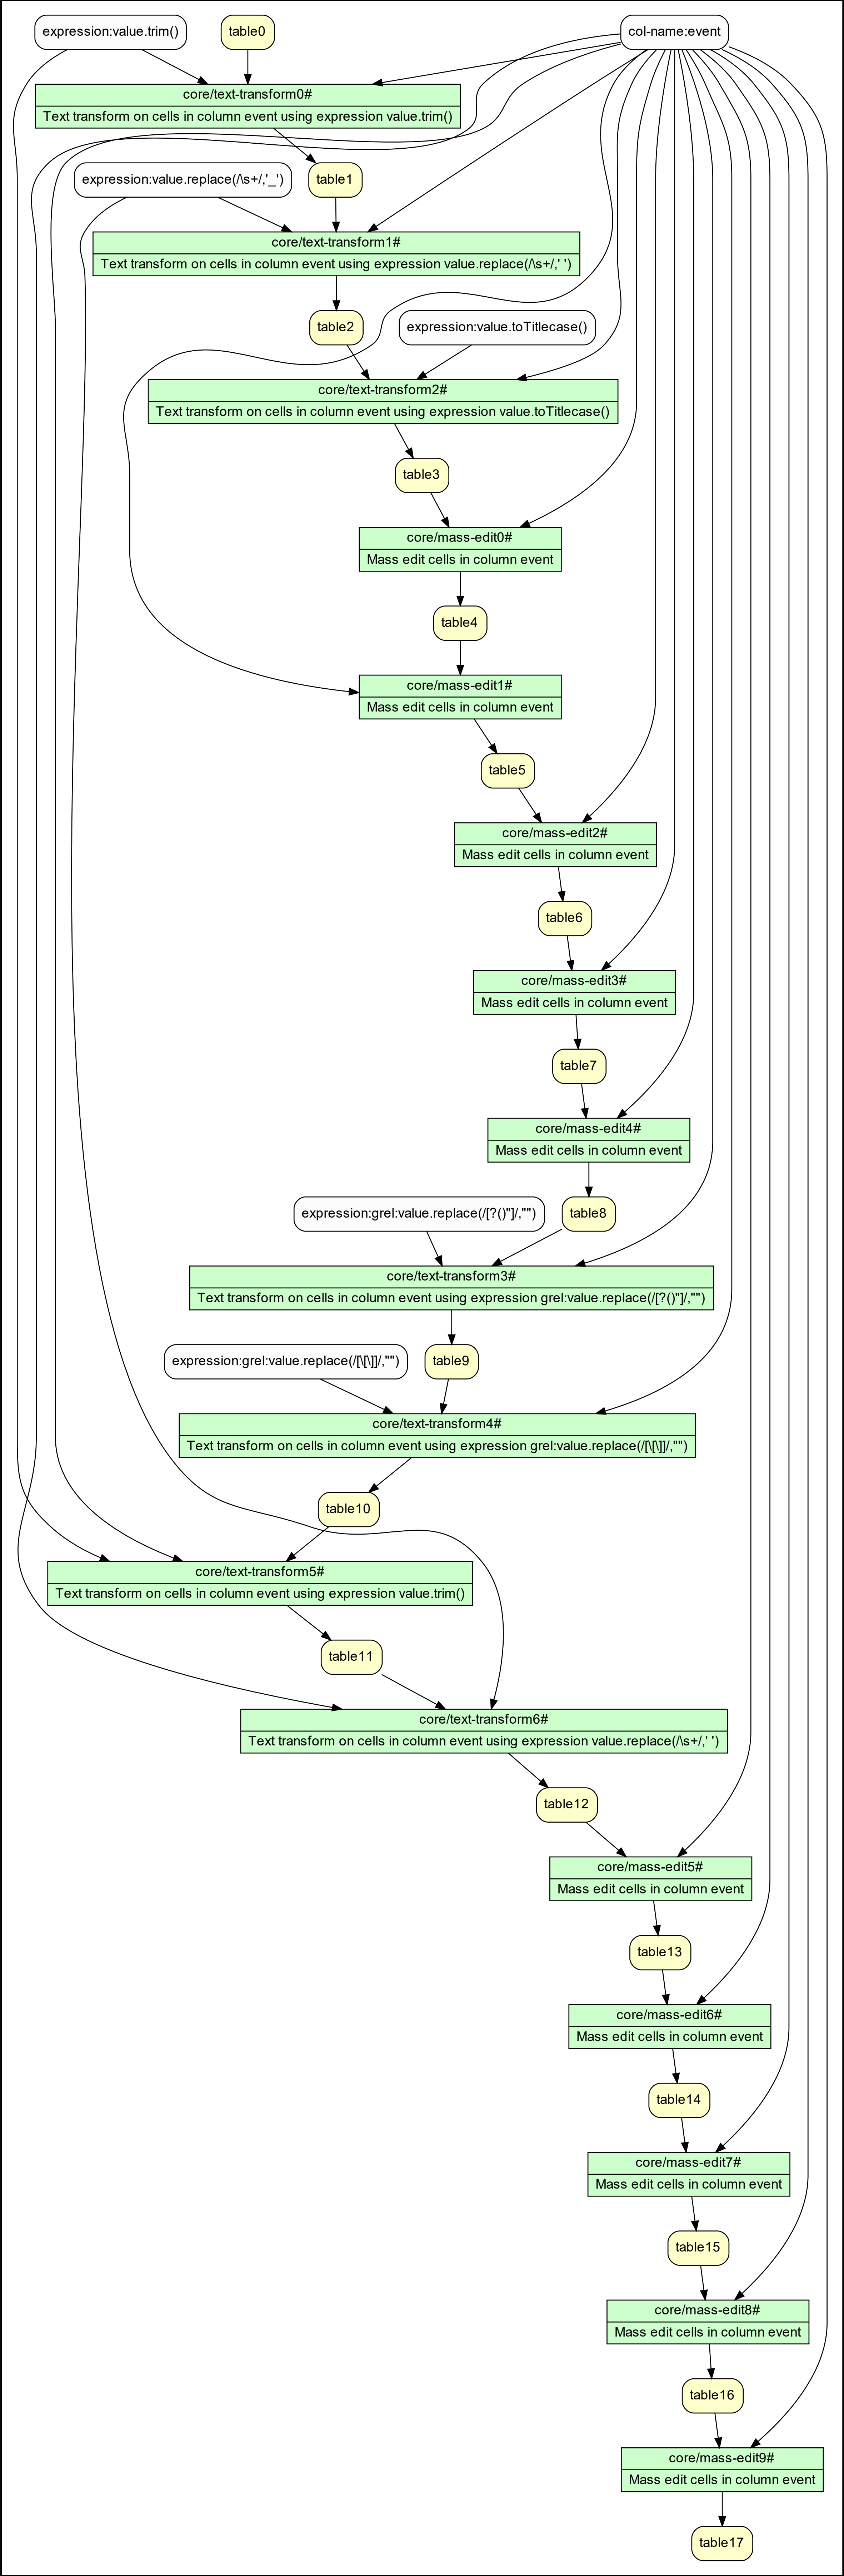 expression:value.trim()
table0
col-name:event
core/text-transform0#
Text transform on cells in column event using expression value.trim()
expression:value.replace(/\s+/,'_')
table1
core/text-transform1#
Text transform on cells in column event using expression value.replace(/\s+/,' ')
table2
expression:value.toTitlecase()
core/text-transform2#
Text transform on cells in column event using expression value.toTitlecase()
table3
core/mass-edit0#
Mass edit cells in column event
table4
core/mass-edit1#
Mass edit cells in column event
table5
core/mass-edit2#
Mass edit cells in column event
table6
core/mass-edit3#
Mass edit cells in column event
table7
core/mass-edit4#
Mass edit cells in column event
expression:grel:value.replace(/[?()"]/,"")
table8
core/text-transform3#
Text transform on cells in column event using expression grel:value.replace(/[?()"]/,"")
expression:grel:value.replace(/[\[\]]/,"")
table9
core/text-transform4#
Text transform on cells in column event using expression grel:value.replace(/[\[\]]/,"")
table10
core/text-transform5#
Text transform on cells in column event using expression value.trim()
table11
core/text-transform6#
Text transform on cells in column event using expression value.replace(/\s+/,' ')
table12
core/mass-edit5#
Mass edit cells in column event
table13
core/mass-edit6#
Mass edit cells in column event
table14
core/mass-edit7#
Mass edit cells in column event
table15
core/mass-edit8#
Mass edit cells in column event
table16
core/mass-edit9#
Mass edit cells in column event
table17